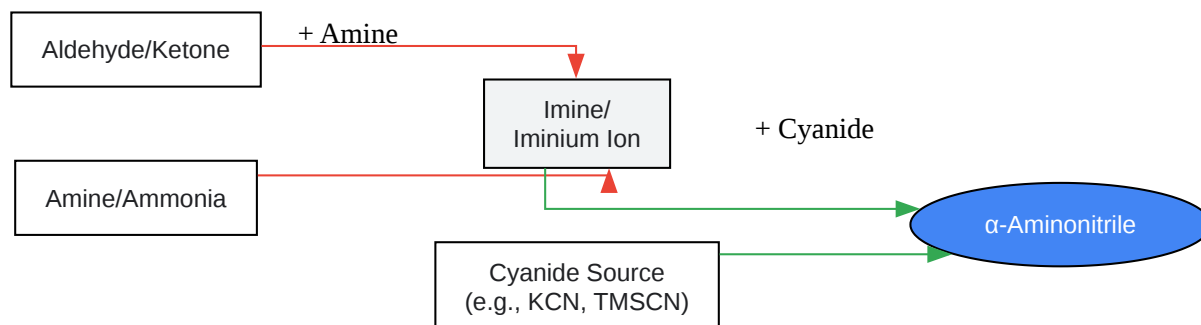 Aldehyde/Ketone
+ Amine
Imine/
Iminium Ion
+ Cyanide
Amine/Ammonia
α-Aminonitrile
Cyanide Source
(e.g., KCN, TMSCN)